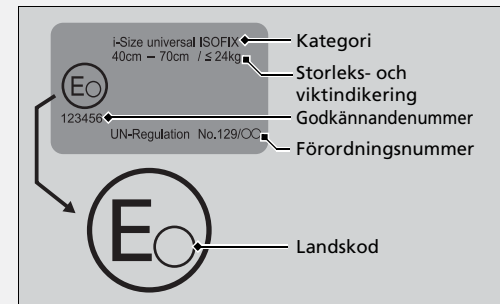 i-Size universal ISOFIX
40cm – 70cm / ≤ 24kg
E
123456
UN-Regulation No.129/○○
Kategori
Storleks- och
viktindikering
Godkännandenummer
Förordningsnummer
E
Landskod